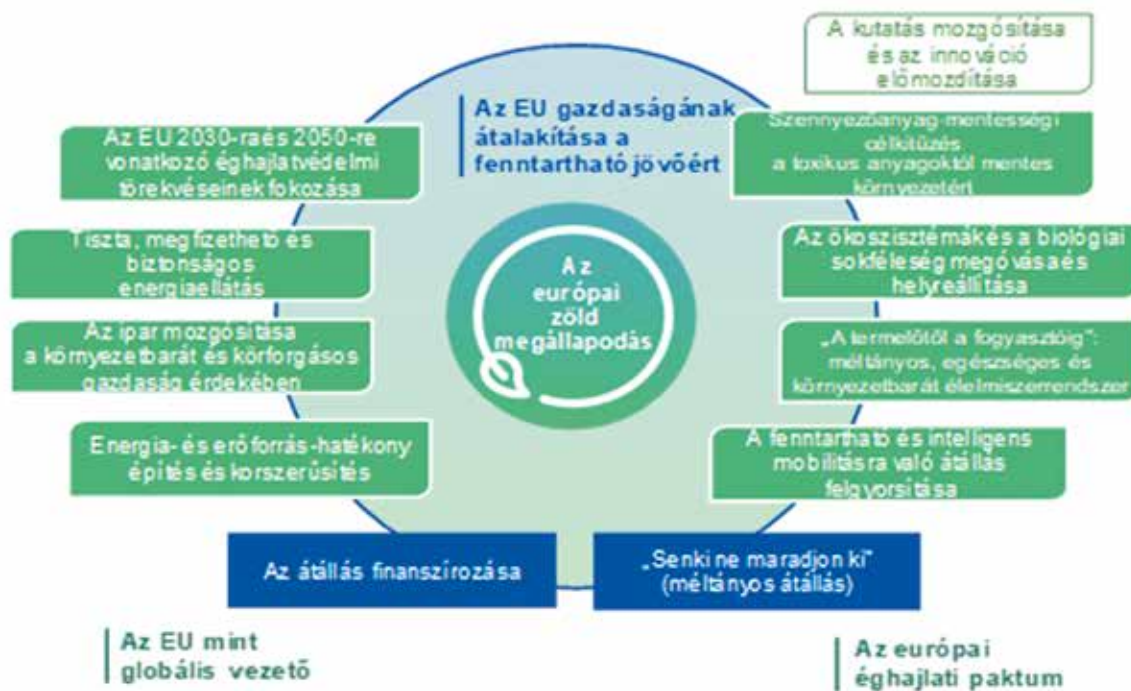 A kutatás mozgósítása
és az innováció
előmozdítása
Az EU gazdaságának
átalakítása a
fenntartható jövőért
Az EU 2030-ra és 2050-re
vonatkozó éghajlatvédelmi
törekvéseinek fokozása
Szennyezőanyag-mentességi
célkitűzés
a toxikus anyagoktól mentes
környezetért
Tiszta, megfizethető és
biztonságos
energiaellátás
Az ökoszisztémák és a biológiai
sokféleség megóvása és
helyreállítása
Az
európai
zöld
megállapodás
Az ipar mozgósítása
a környezetbarát és körforgásos
gazdaság érdekében
„A termelőtől a fogyasztóig”:
méltányos, egészséges és
környezetbarát élelmiszerrendszer
Energia- és erőforrás-hatékony
építés és korszerűsítés
A fenntartható és intelligens
mobilitásra való átállás
felgyorsítása
Az átállás finanszírozása
„Senki ne maradjon ki”
(méltányos átállás)
Az EU mint
globális vezető
Az európai
éghajlati paktum